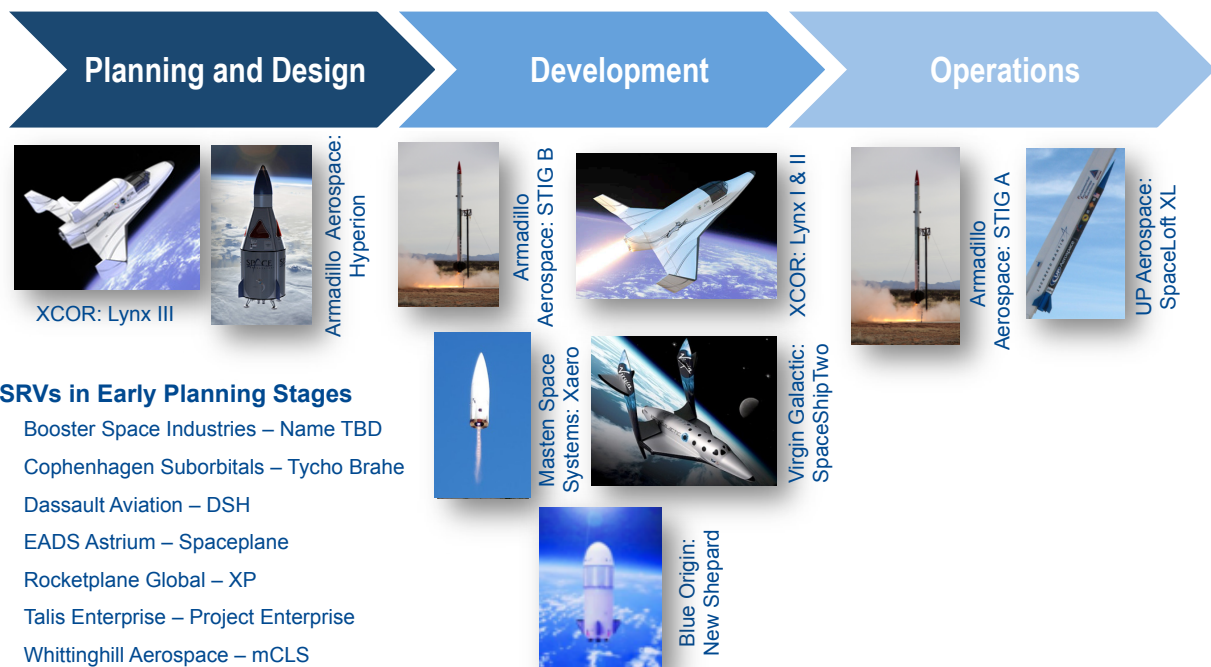 Planning and Design
Development
Operations
XCOR: Lynx III
Armadillo Aerospace:
Hyperion
Armadillo
Aerospace: STIG B
XCOR: Lynx I & II
Armadillo
Aerospace: STIG A
UP Aerospace:
SpaceLoft XL
Masten Space
Systems: Xaero
Virgin Galactic:
SpaceShipTwo
Blue Origin:
New Shepard
SRVs in Early Planning Stages
Booster Space Industries – Name TBD
Cophenhagen Suborbitals – Tycho Brahe
Dassault Aviation – DSH
EADS Astrium – Spaceplane
Rocketplane Global – XP
Talis Enterprise – Project Enterprise
Whittinghill Aerospace – mCLS